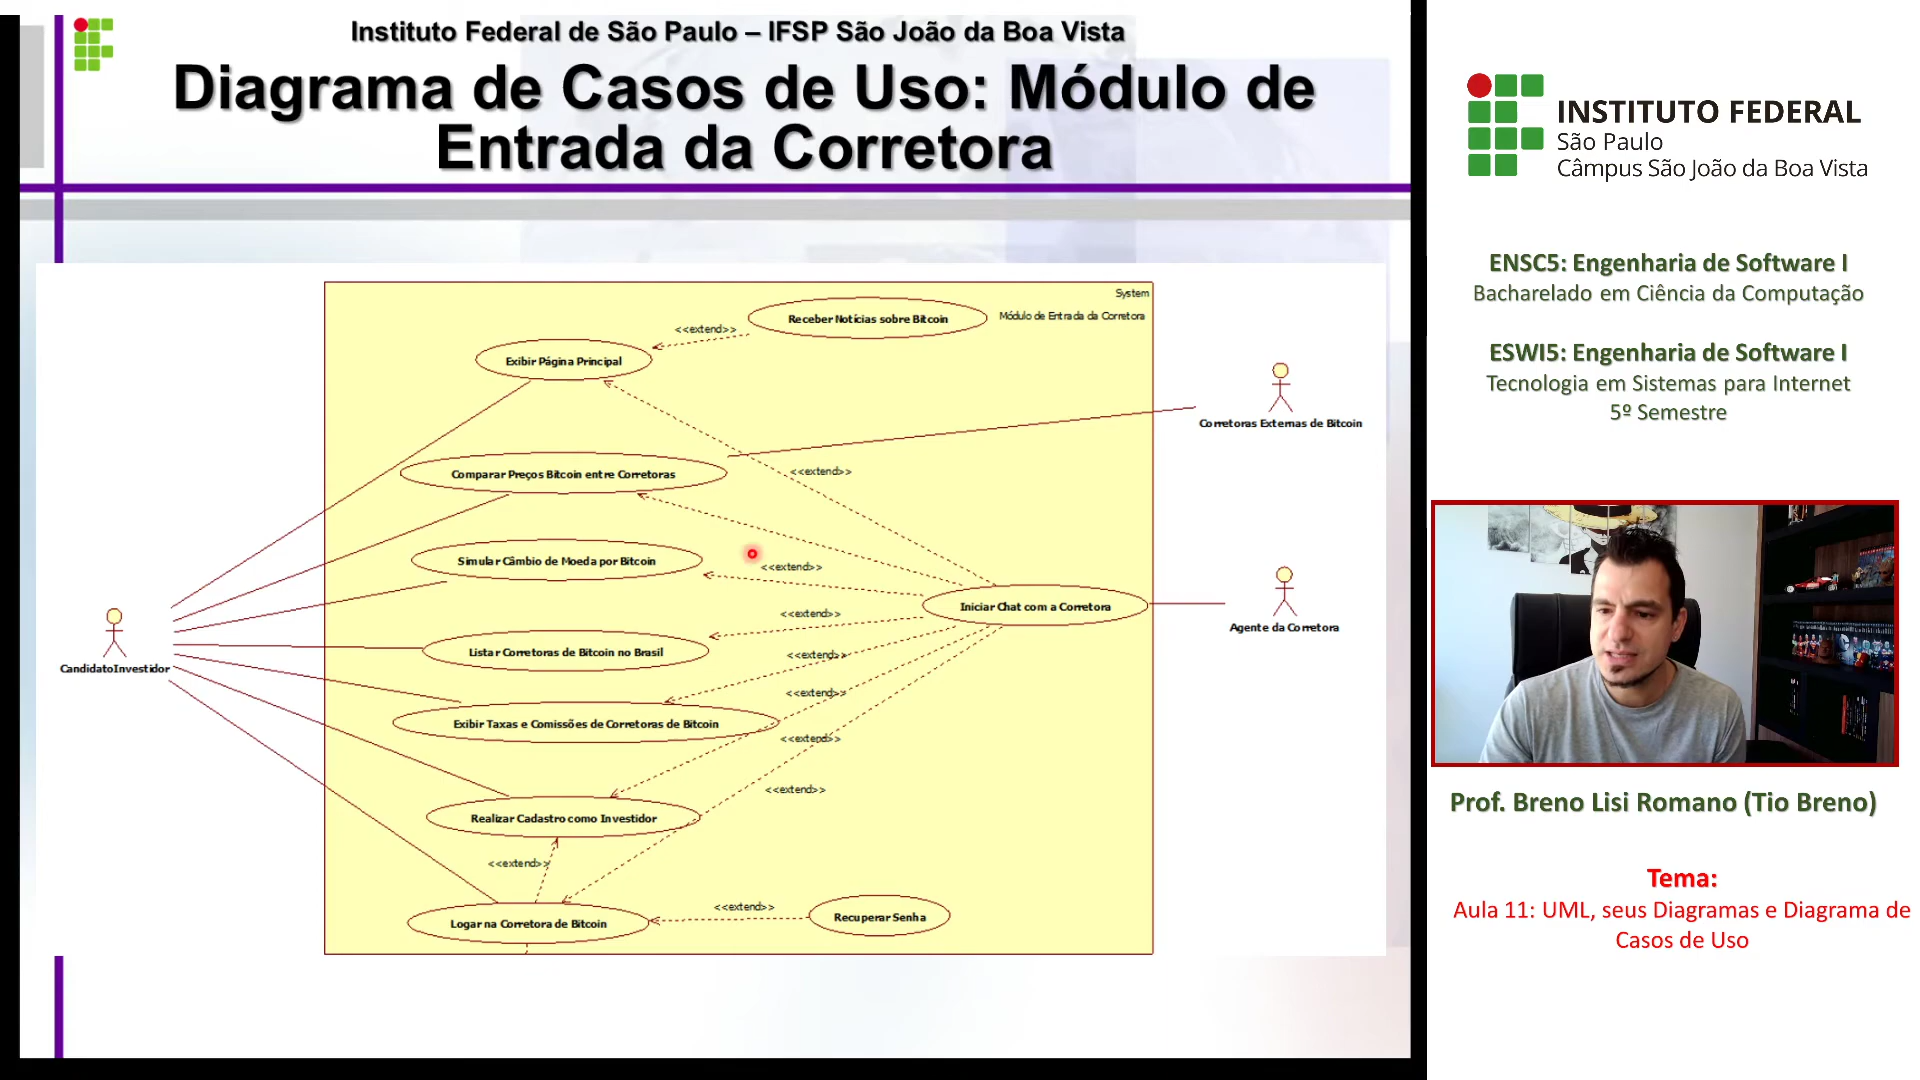 Instituto Federal de São Paulo – IFSP São João da Boa Vista
Diagrama de Casos de Uso: Módulo de
Entrada da Corretora
System
Módulo de Entrada da Corretora
Receber Notícias sobre Bitcoin
<<extend>>
Exibir Página Principal
Corretoras Externas de Bitcoin
Comparar Preços Bitcoin entre Corretoras
<<extend>>
Simular Câmbio de Moeda por Bitcoin
<<extend>>
Iniciar Chat com a Corretora
<<extend>>
Agente da Corretora
Listar Corretoras de Bitcoin no Brasil
<<extend>>
CandidatoInvestidor
<<extend>>
Exibir Taxas e Comissões de Corretoras de Bitcoin
<<extend>>
<<extend>>
Realizar Cadastro como Investidor
<<extend>>
<<extend>>
Recuperar Senha
Logar na Corretora de Bitcoin
INSTITUTO FEDERAL
São Paulo
Câmpus São João da Boa Vista
ENSC5: Engenharia de Software I
Bacharelado em Ciência da Computação
ESWI5: Engenharia de Software I
Tecnologia em Sistemas para Internet
5º Semestre
Prof. Breno Lisi Romano (Tio Breno)
Tema:
Aula 11: UML, seus Diagramas e Diagrama de
Casos de Uso